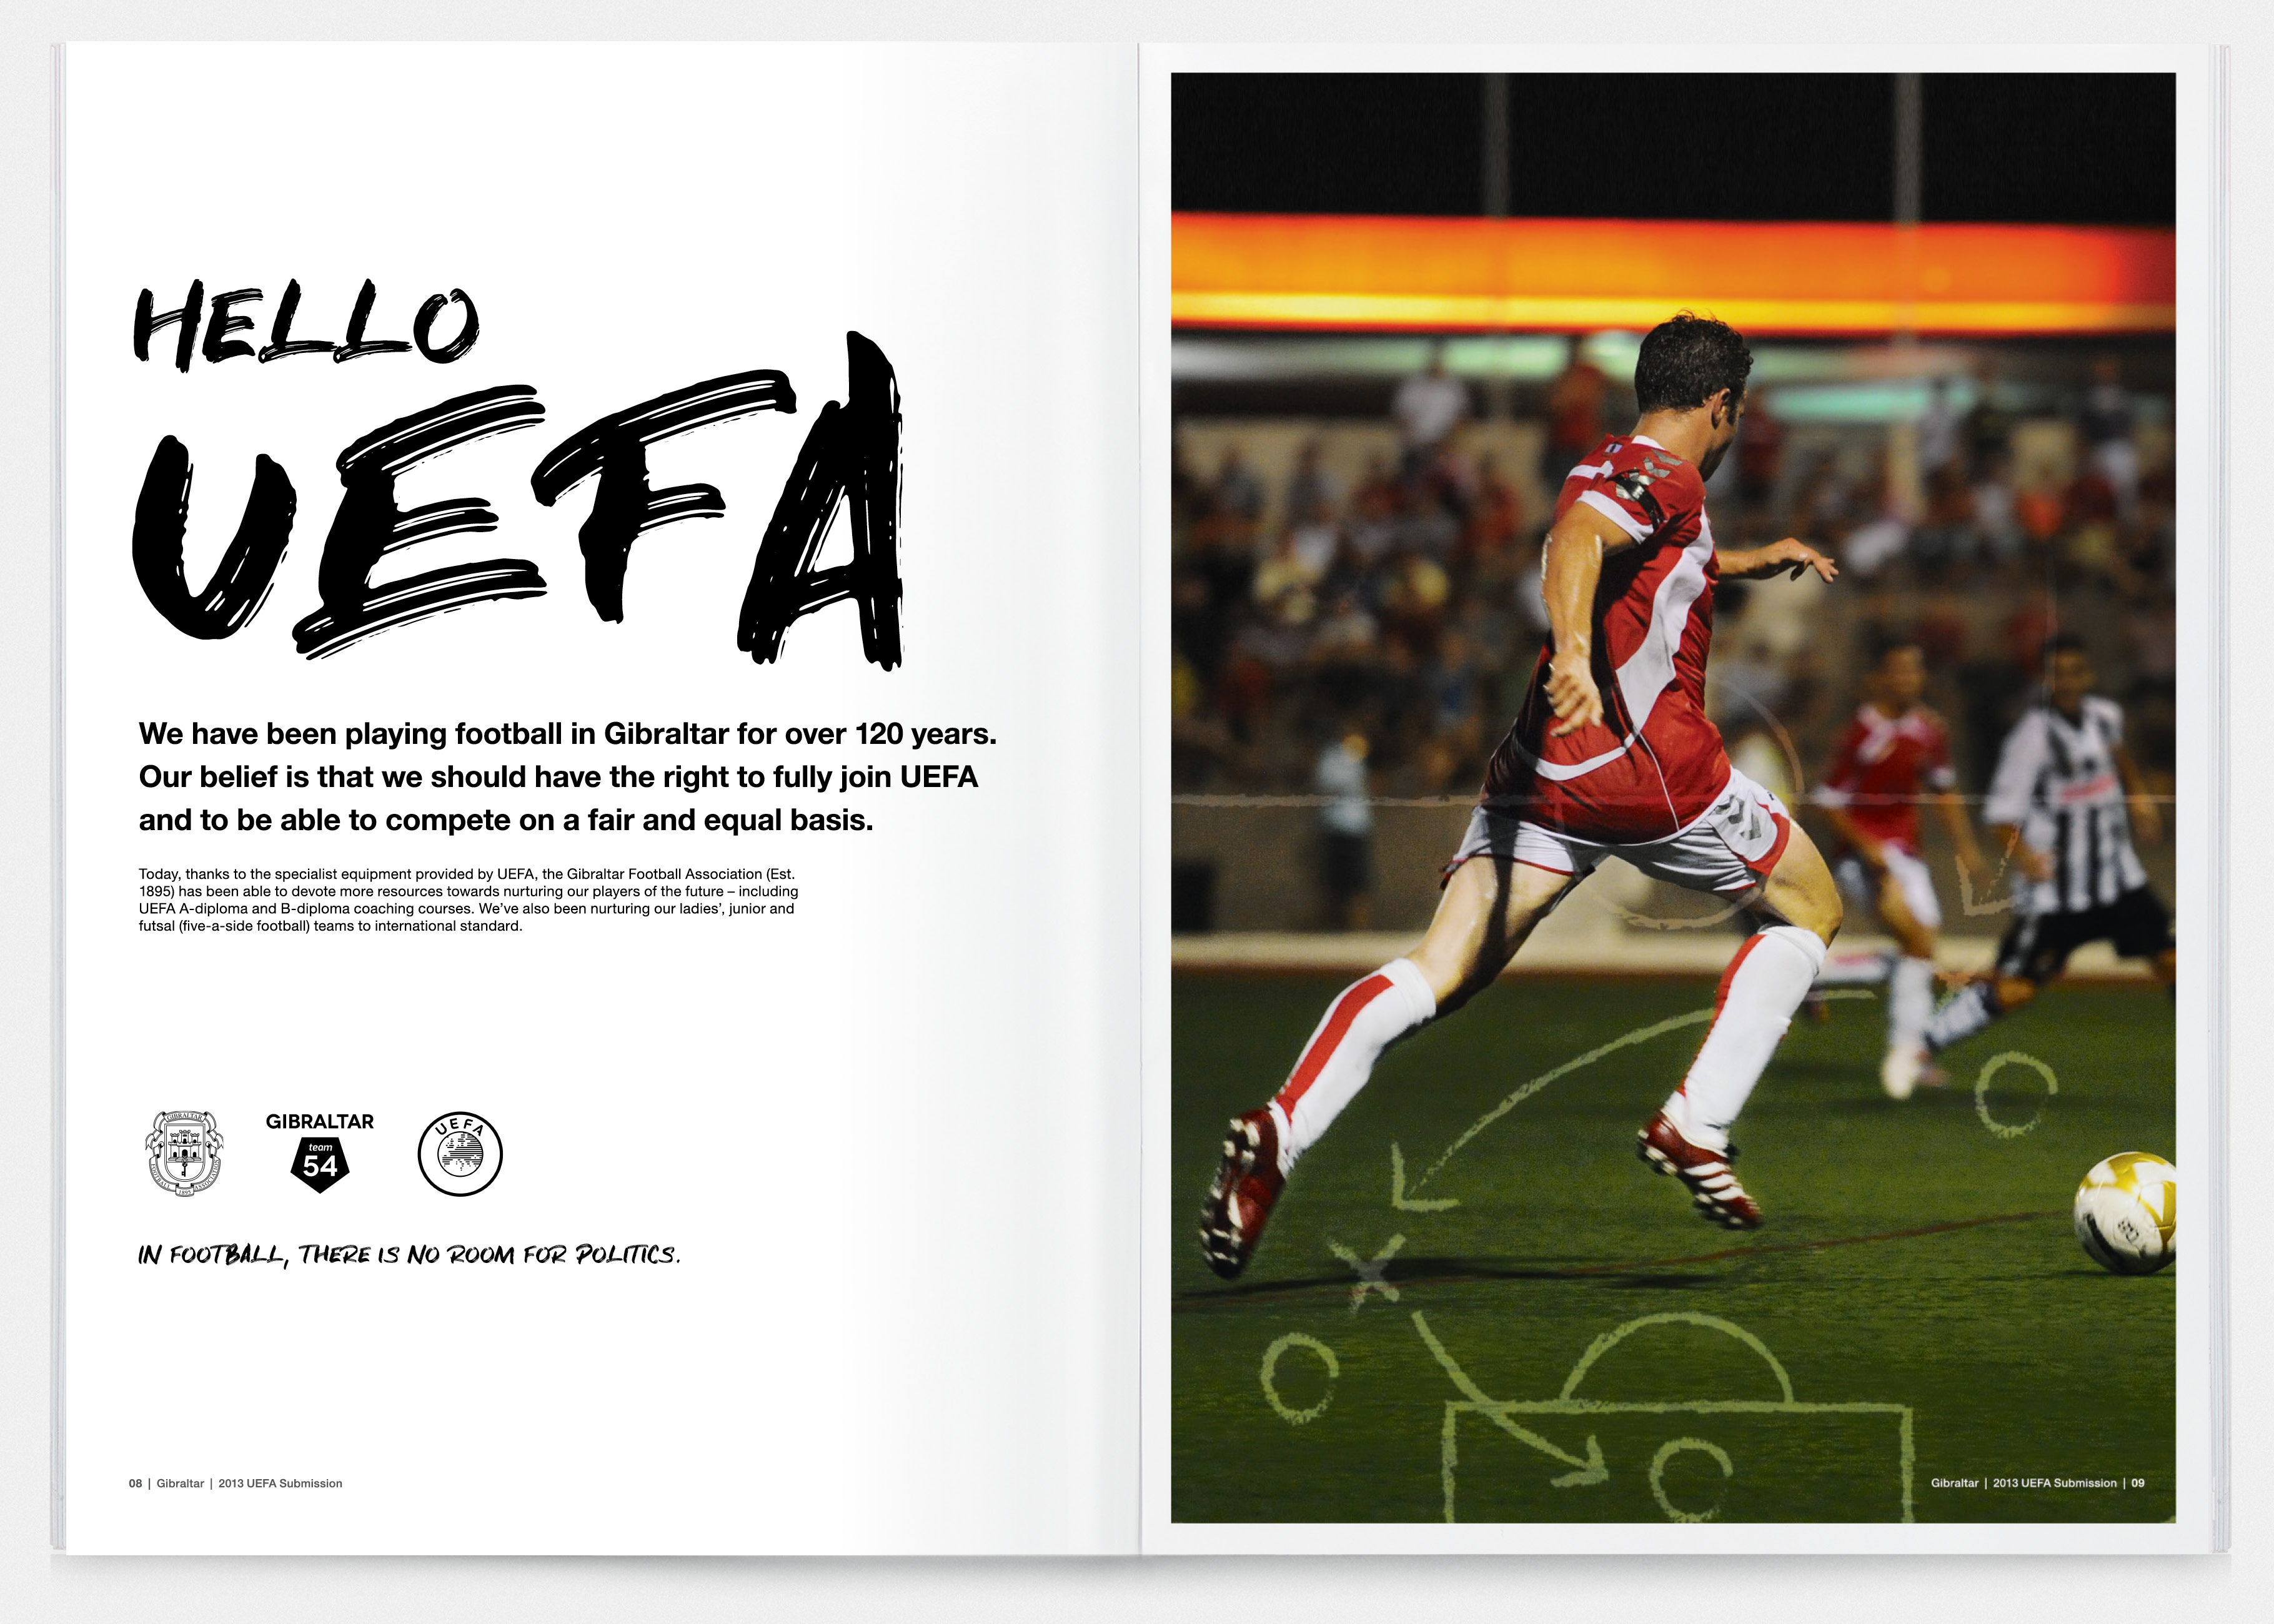 HELLO
UEFA
We have been playing football in Gibraltar for over 120 years.
Our belief is that we should have the right to fully join UEFA
and to be able to compete on a fair and equal basis.
Today, thanks to the specialist equipment provided by UEFA, the Gibraltar Football Association (Est.
1895) has been able to devote more resources towards nurturing our players of the future – including
UEFA A-diploma and B-diploma coaching courses. We’ve also been nurturing our ladies’, junior and
futsal (five-a-side football) teams to international standard.
GIBRALTAR
FOOTBALL ASSOCIATION
1895
GIBRALTAR
team
54
UEFA
IN FOOTBALL, THERE IS NO ROOM FOR POLITICS.
08 | Gibraltar | 2013 UEFA Submission
Gibraltar | 2013 UEFA Submission | 09